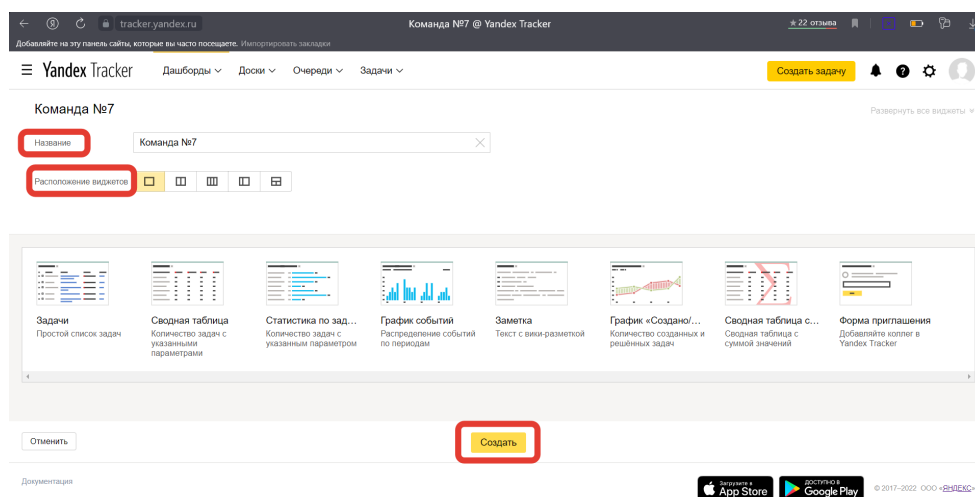 tracker.yandex.ru
Команда №7 @ Yandex Tracker
★ 22 отзыва
Добавляйте на эту панель сайты, которые вы часто посещаете. Импортировать закладки
Yandex Tracker
Дашборды
Доски
Очереди
Задачи
Создать задачу
Команда №7
Развернуть все виджеты
Название
Команда №7
Расположение виджетов
Задачи
Простой список задач
Сводная таблица
Количество задач с
указанными
параметрами
Статистика по зад...
Количество задач с
указанным параметром
График событий
Распределение событий
по периодам
Заметка
Текст с вики-разметкой
График «Создано/...
Количество созданных и
решённых задач
Сводная таблица с...
Сводная таблица с
суммой значений
Форма приглашения
Добавляйте коллег в
Yandex Tracker
Отменить
Создать
Документация
Загрузите в
App Store
ДОСТУПНО В
Google Play
© 2017–2022 ООО «ЯНДЕКС»